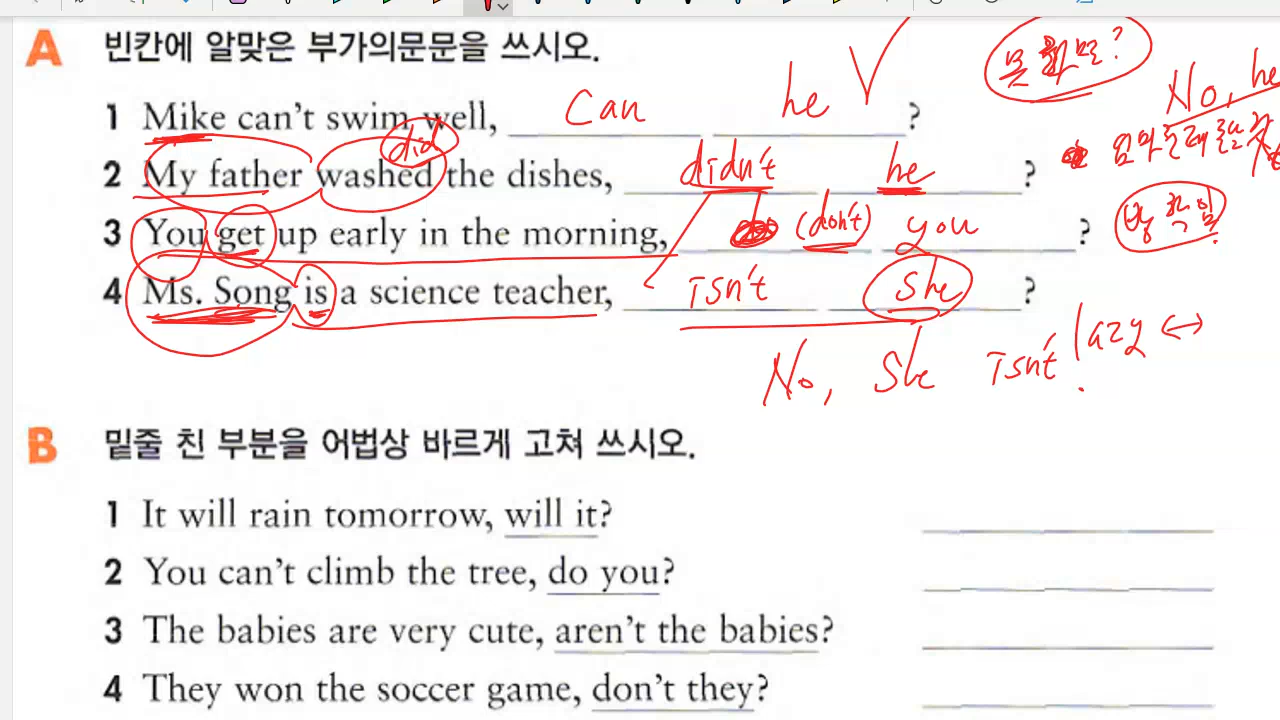 A 빈칸에 알맞은 부가의문문을 쓰시오.
No, he
1 Mike can't swim well, can he ?
did
2 My father washed the dishes, didn't he ?
3 You get up early in the morning, (don't) you ?
4 Ms. Song is a science teacher, isn't she ?
No, she isn't lazy ↔
B 밑줄 친 부분을 어법상 바르게 고쳐 쓰시오.
1 It will rain tomorrow, will it?
2 You can't climb the tree, do you?
3 The babies are very cute, aren't the babies?
4 They won the soccer game, don't they?